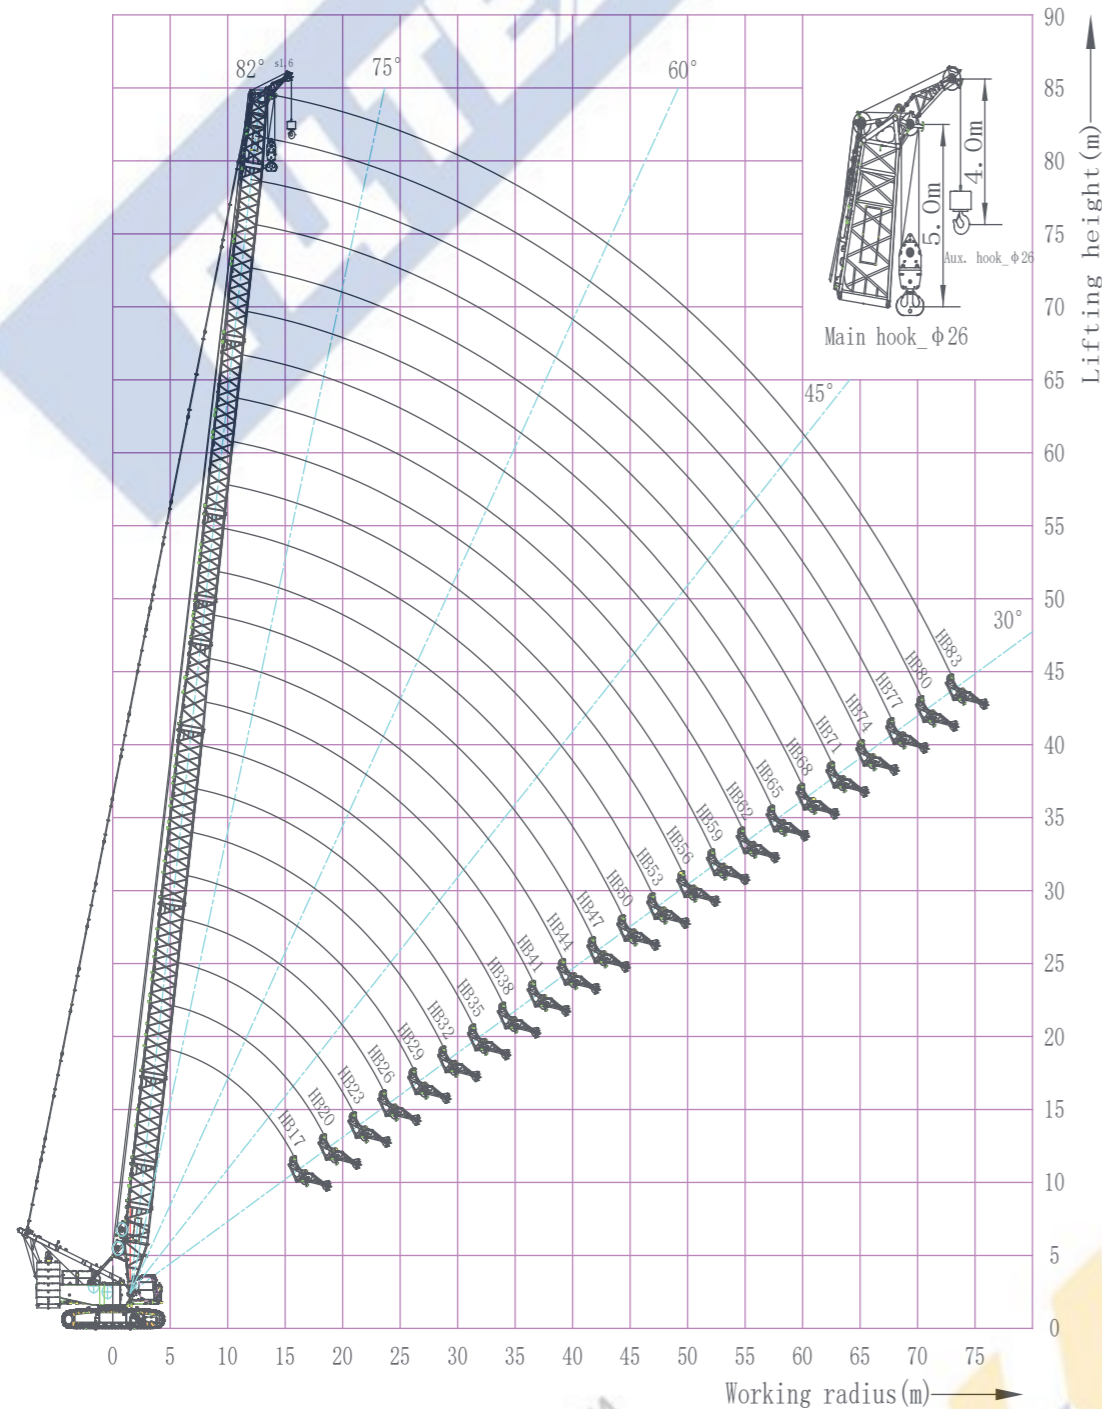 90
Lifting height(m)
82°
s1.6
75°
60°
85
80
75
70
65
60
55
50
45
40
35
30
25
20
15
10
5
0
4.0m
5.0m
Aux. hook_ϕ26
Main hook_ϕ26
45°
30°
HB83
HB80
HB77
HB74
HB71
HB68
HB65
HB62
HB59
HB56
HB53
HB50
HB47
HB44
HB41
HB38
HB35
HB32
HB29
HB26
HB23
HB20
HB17
0 5 10 15 20 25 30 35 40 45 50 55 60 65 70 75
Working radius(m)